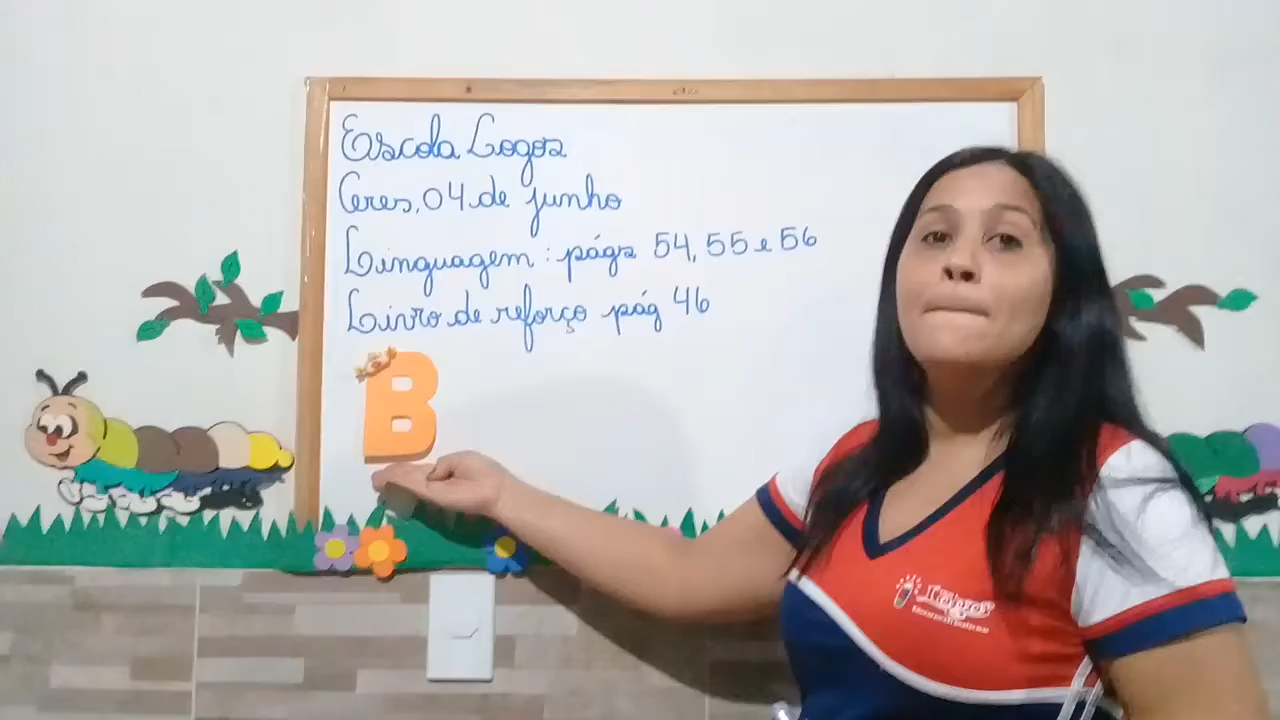 Escola Logos
Ceres, 04 de junho
Linguagem: págs 54, 55 e 56
Livro de reforço pág 46
B